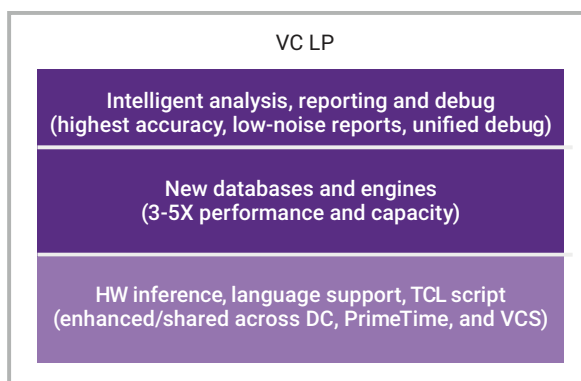 VC LP
Intelligent analysis, reporting and debug
(highest accuracy, low-noise reports, unified debug)
New databases and engines
(3-5X performance and capacity)
HW inference, language support, TCL script
(enhanced/shared across DC, PrimeTime, and VCS)